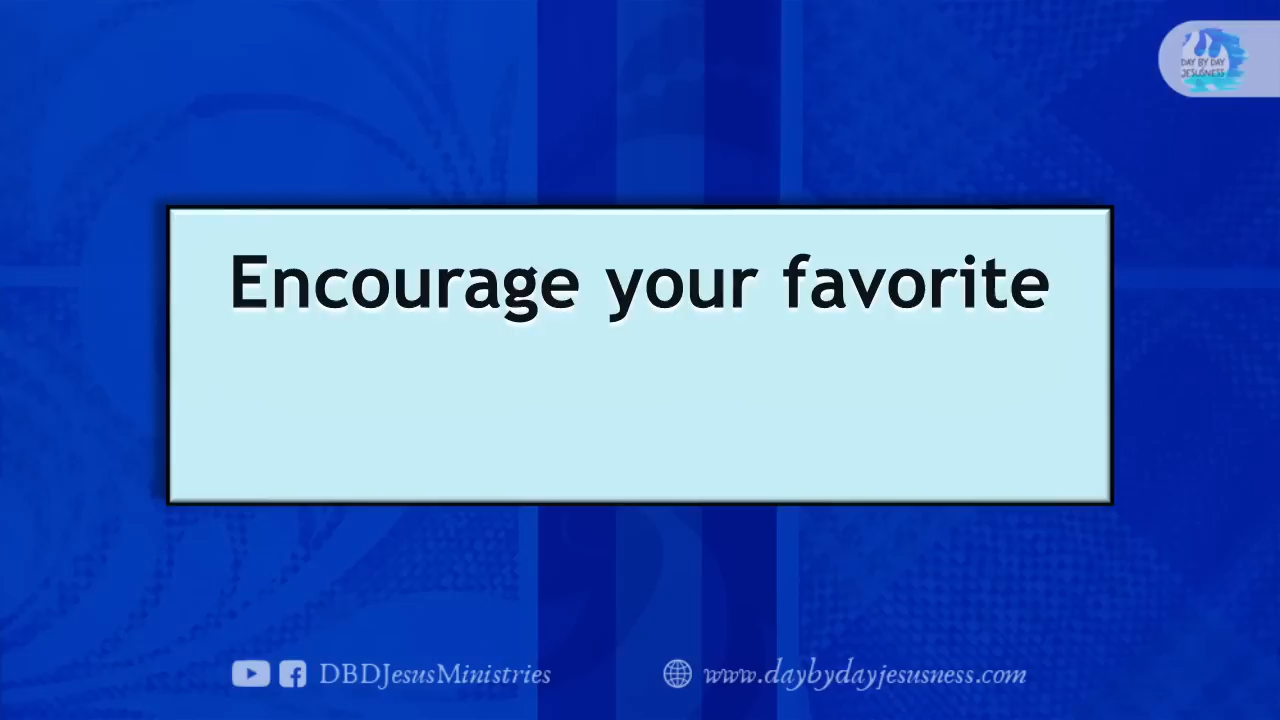 DAY BY DAY
JESUSNESS
Encourage your favorite
DBDJesusMinistries
www.daybydayjesusness.com